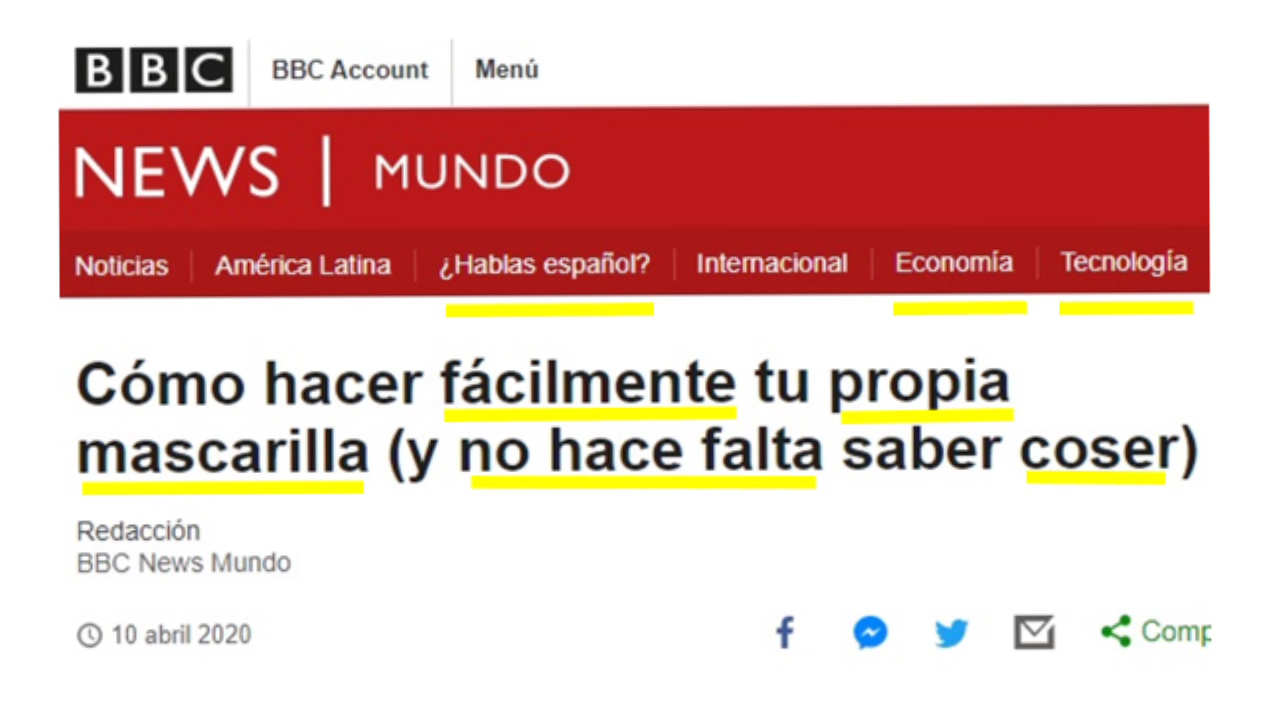 BBC BBC Account Menú
NEWS | MUNDO
Noticias América Latina ¿Hablas español? Internacional Economía Tecnología
Cómo hacer fácilmente tu propia
mascarilla (y no hace falta saber coser)
Redacción
BBC News Mundo
10 abril 2020 Comp